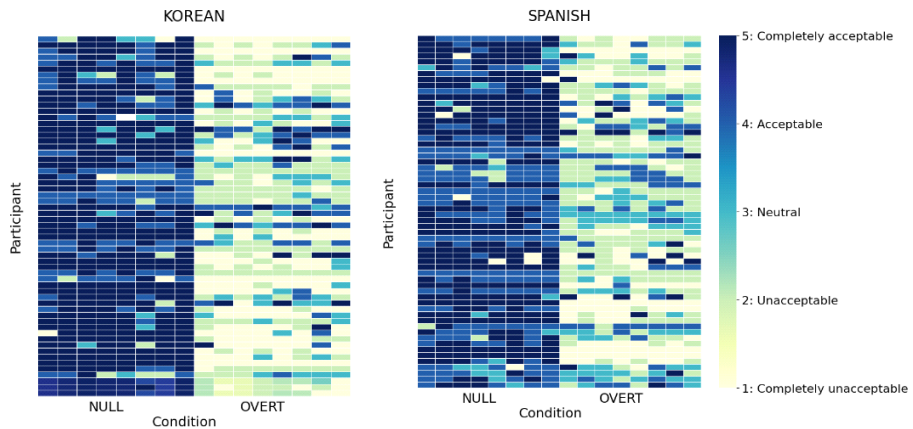 KOREAN
Participant
NULL OVERT
Condition
SPANISH
Participant
NULL OVERT
Condition
5: Completely acceptable
4: Acceptable
3: Neutral
2: Unacceptable
1: Completely unacceptable